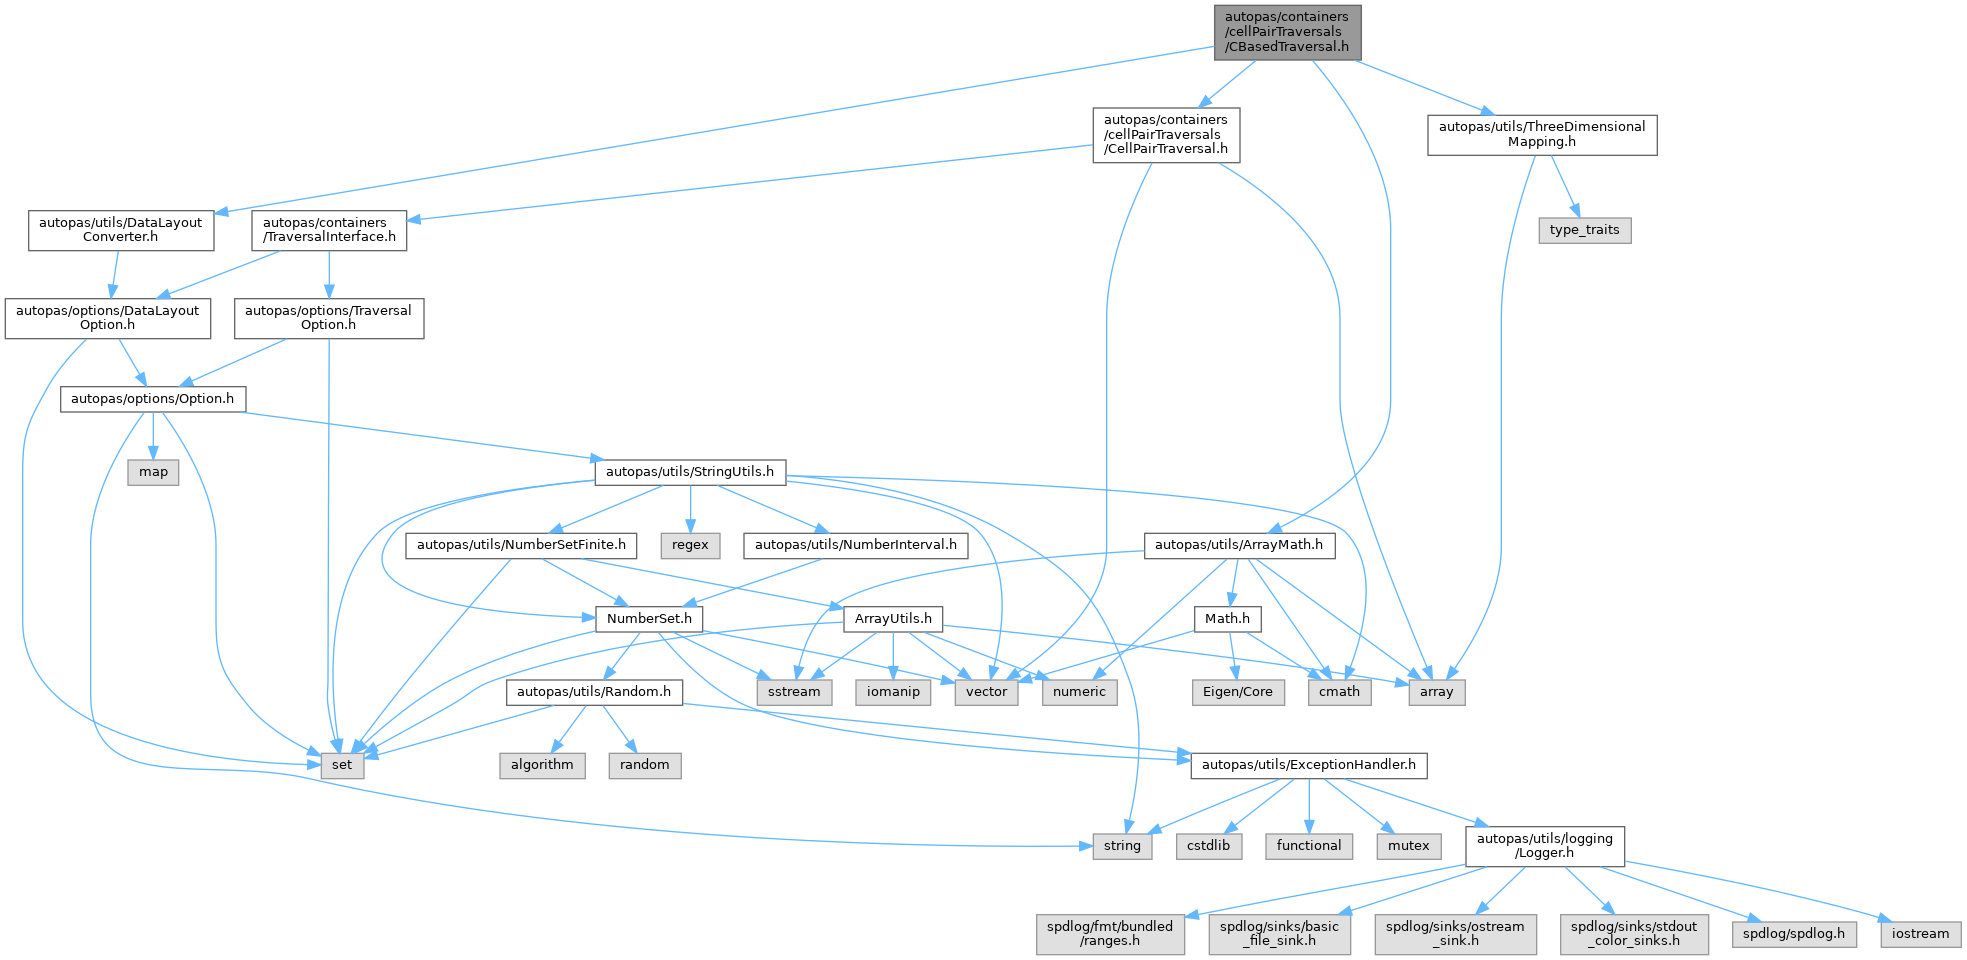 autopas/containers
/cellPairTraversals
/CBasedTraversal.h
autopas/containers
/cellPairTraversals
/CellPairTraversal.h
autopas/utils/ThreeDimensional
Mapping.h
autopas/utils/DataLayout
Converter.h
autopas/containers
/TraversalInterface.h
type_traits
autopas/options/DataLayout
Option.h
autopas/options/Traversal
Option.h
autopas/options/Option.h
map
autopas/utils/StringUtils.h
autopas/utils/NumberSetFinite.h
regex
autopas/utils/NumberInterval.h
autopas/utils/ArrayMath.h
NumberSet.h
ArrayUtils.h
Math.h
autopas/utils/Random.h
sstream
iomanip
vector
numeric
Eigen/Core
cmath
array
set
algorithm
random
autopas/utils/ExceptionHandler.h
string
cstdlib
functional
mutex
autopas/utils/logging
/Logger.h
spdlog/fmt/bundled
/ranges.h
spdlog/sinks/basic
_file_sink.h
spdlog/sinks/ostream
_sink.h
spdlog/sinks/stdout
_color_sinks.h
spdlog/spdlog.h
iostream